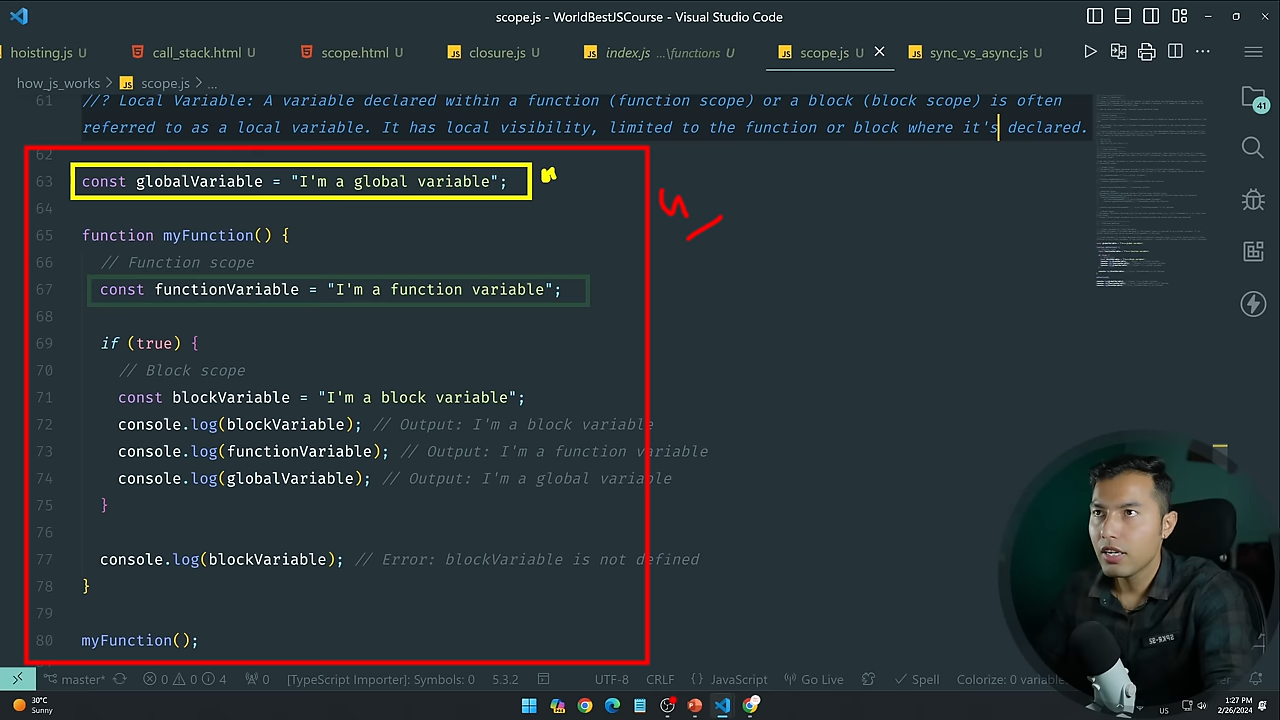 scope.js - WorldBestJSCourse - Visual Studio Code
hoisting.js U call_stack.html U scope.html U closure.js U index.js ...\functions U scope.js U sync_vs_async.js U
how_js_works > scope.js > ...
61 //? Local Variable: A variable declared within a function (function scope) or a block (block scope) is often
referred to as a local variable. It has local visibility, limited to the function or block where it's declared.
62
63 const globalVariable = "I'm a global variable";
64
65 function myFunction() {
66 // Function scope
67 const functionVariable = "I'm a function variable";
68
69 if (true) {
70 // Block scope
71 const blockVariable = "I'm a block variable";
72 console.log(blockVariable); // Output: I'm a block variable
73 console.log(functionVariable); // Output: I'm a function variable
74 console.log(globalVariable); // Output: I'm a global variable
75 }
76
77 console.log(blockVariable); // Error: blockVariable is not defined
78 }
79
80 myFunction();
41
master* 0 0 4 0 [TypeScript Importer]: Symbols: 0 5.3.2 UTF-8 CRLF {} JavaScript Go Live Spell Colorize: 0 variable
30°C
Sunny
US
1:27 PM
2/26/2024